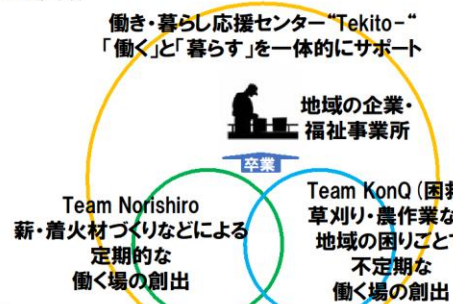 働き・暮らし応援センター“Tekito-“
「働く」と「暮らす」を一体的にサポート
地域の企業・
福祉事業所
卒業
Team Norishiro
薪・着火材づくりなどによる
定期的な
働く場の創出
Team KonQ (困救
草刈り・農作業な
地域の困りごとで
不定期な
働く場の創出